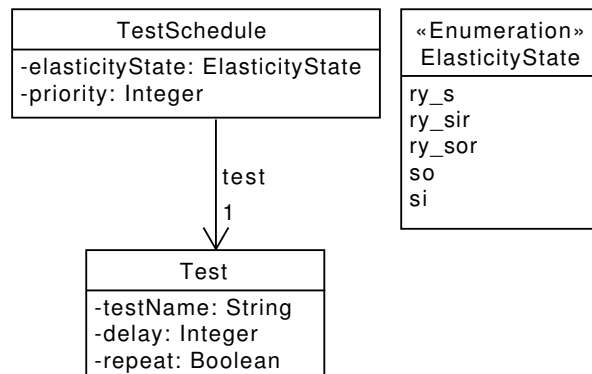 TestSchedule
-elasticityState: ElasticityState
-priority: Integer
test
1
Test
-testName: String
-delay: Integer
-repeat: Boolean
«Enumeration»
ElasticityState
ry_s
ry_sir
ry_sor
so
si